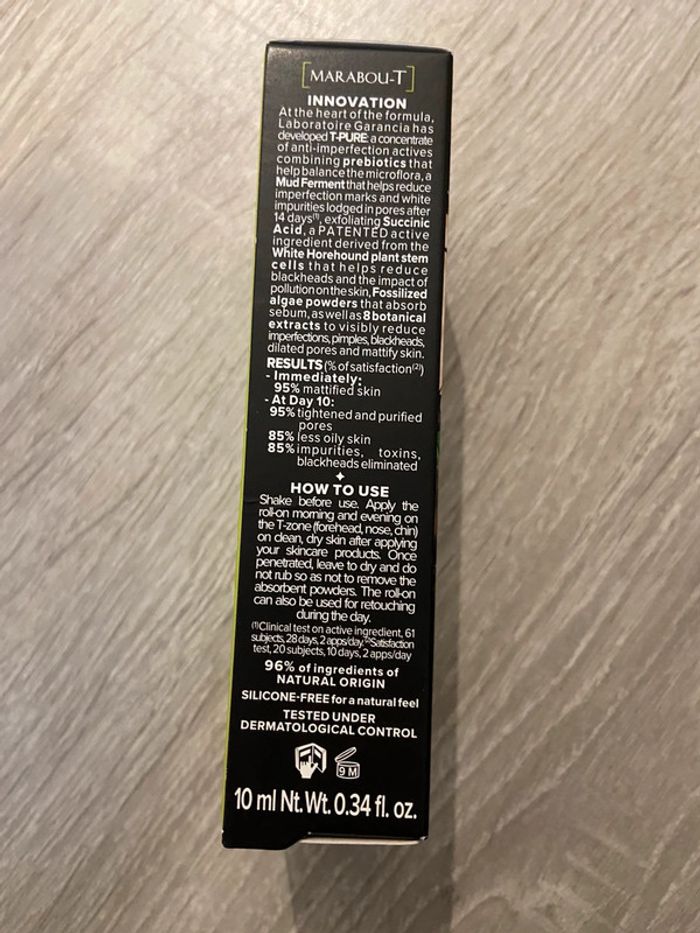 [MARABOU-T]
INNOVATION
At the heart of the formula,
Laboratoire Garancia has
developed T-PURE: a concentrate
of anti-imperfection actives
combining prebiotics that
help balance the microflora, a
Mud Ferment that helps reduce
imperfection marks and white
impurities lodged in pores after
14 days⁽¹⁾, exfoliating Succinic
Acid, a PATENTED active
ingredient derived from the
White Horehound plant stem
cells that helps reduce
blackheads and the impact of
pollution on the skin, Fossilized
algae powders that absorb
sebum, as well as 8 botanical
extracts to visibly reduce
imperfections, pimples, blackheads,
dilated pores and mattify skin.
RESULTS (% of satisfaction⁽²⁾)
- Immediately:
95% mattified skin
- At Day 10:
95% tightened and purified
pores
85% less oily skin
85% impurities, toxins,
blackheads eliminated
HOW TO USE
Shake before use. Apply the
roll-on morning and evening on
the T-zone (forehead, nose, chin)
on clean, dry skin after applying
your skincare products. Once
penetrated, leave to dry and do
not rub so as not to remove the
absorbent powders. The roll-on
can also be used for retouching
during the day.
⁽¹⁾Clinical test on active ingredient, 61
subjects, 28 days, 2 apps/day. ⁽²⁾Satisfaction
test, 20 subjects, 10 days, 2 apps/day
96% of ingredients of
NATURAL ORIGIN
SILICONE-FREE for a natural feel
TESTED UNDER
DERMATOLOGICAL CONTROL
9 M
10 ml Nt. Wt. 0.34 fl. oz.